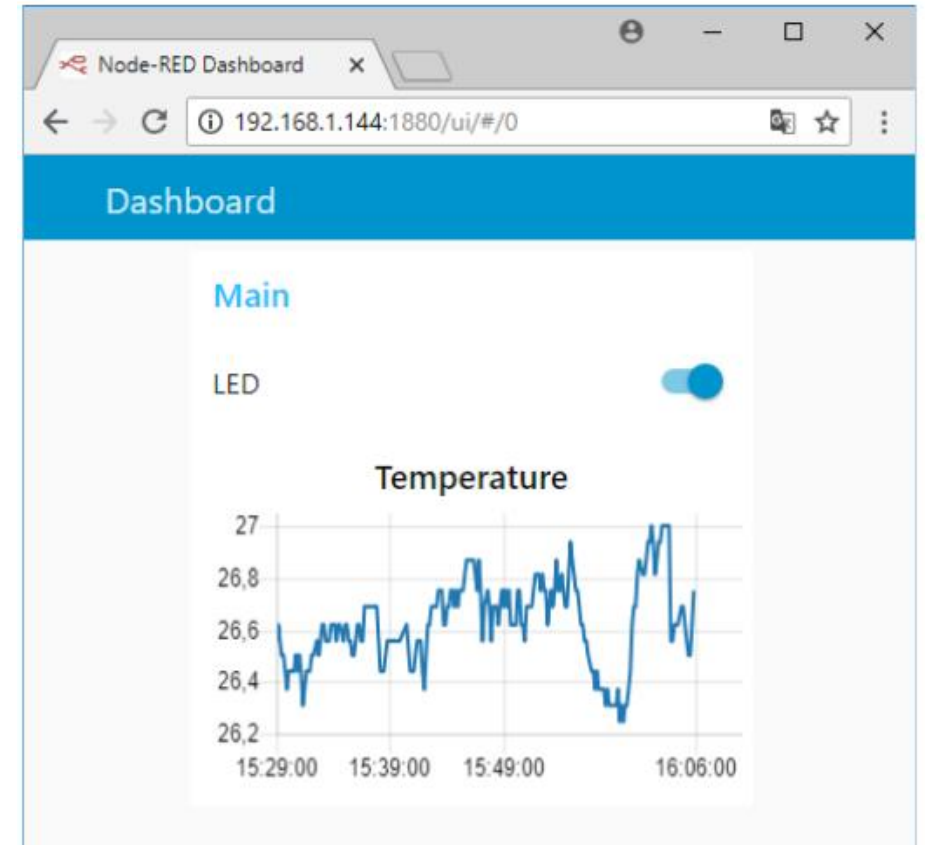 Node-RED Dashboard
192.168.1.144:1880/ui/#/0
Dashboard
Main
LED
Temperature
27
26,8
26,6
26,4
26,2
15:29:00 15:39:00 15:49:00 16:06:00